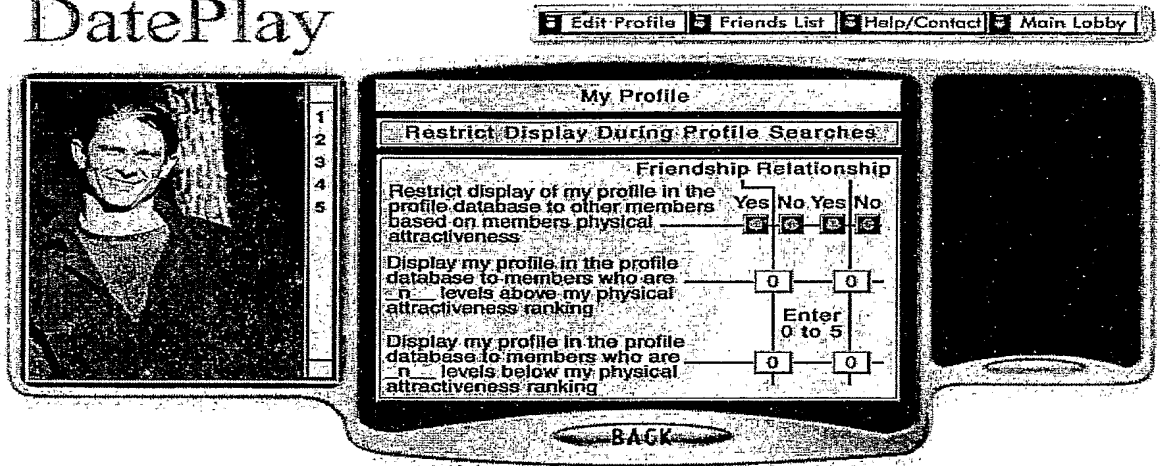 DatePlay
Edit Profile Friends List Help/Contact Main Lobby
My Profile
Restrict Display During Profile Searches
1
2
3
4
5
Friendship Relationship
Restrict display of my profile in the
profile database to other members
based on members physical
attractiveness
Yes No Yes No
Display my profile in the profile
database to members who are
_n__ levels above my physical
attractiveness ranking
0 0
Enter
0 to 5
Display my profile in the profile
database to members who are
_n__ levels below my physical
attractiveness ranking
0 0
BACK